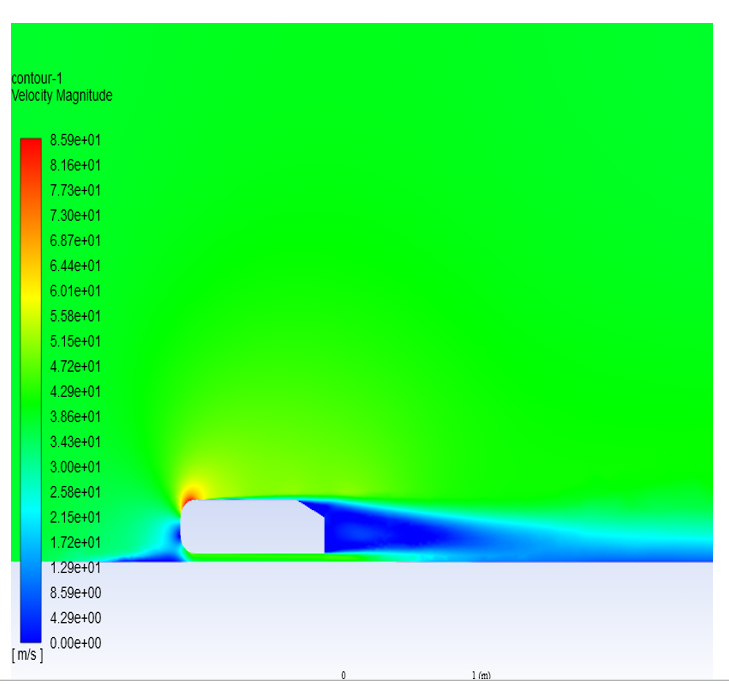 contour-1
Velocity Magnitude
8.59e+01
8.16e+01
7.73e+01
7.30e+01
6.87e+01
6.44e+01
6.01e+01
5.58e+01
5.15e+01
4.72e+01
4.29e+01
3.86e+01
3.43e+01
3.00e+01
2.58e+01
2.15e+01
1.72e+01
1.29e+01
8.59e+00
4.29e+00
0.00e+00
[ m/s ]
0 1 (m)